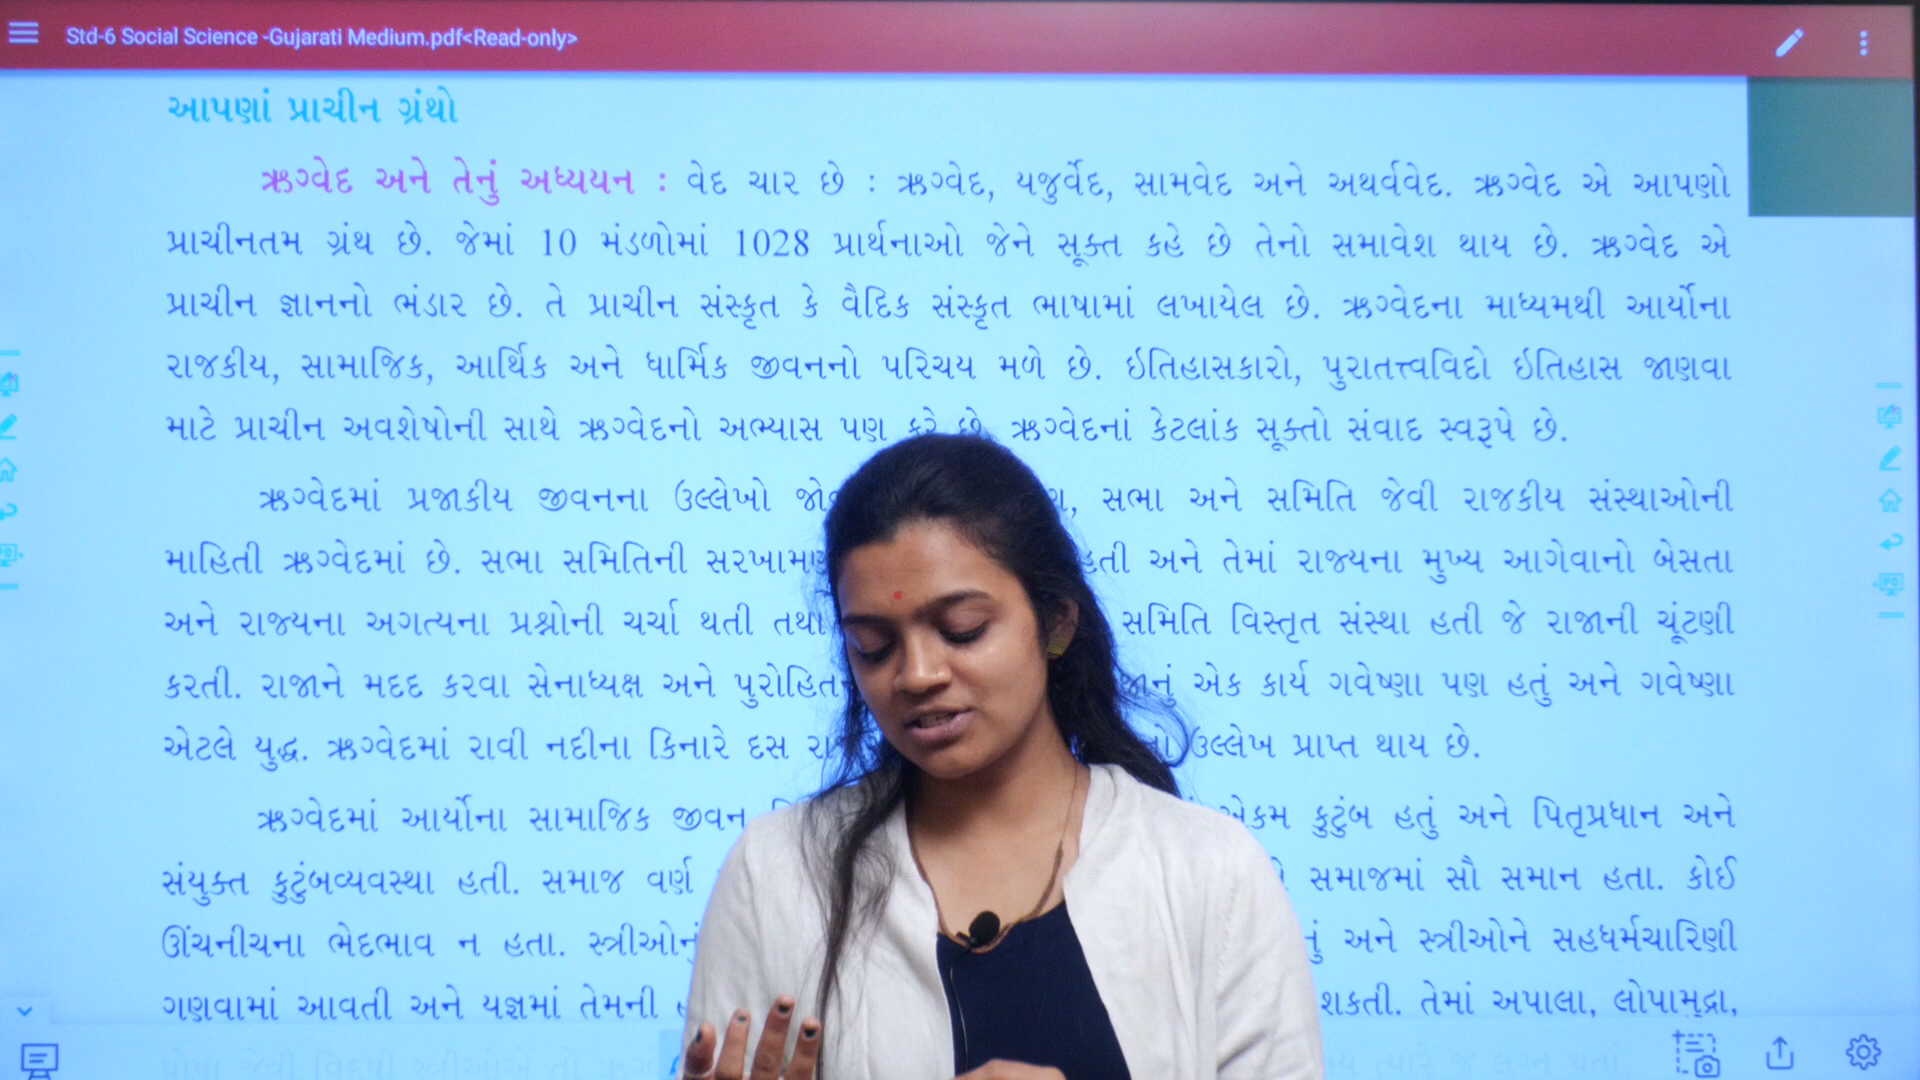 Std-6 Social Science -Gujarati Medium.pdf<Read-only>
આપણાં પ્રાચીન ગ્રંથો
ઋગ્વેદ અને તેનું અધ્યયન : વેદ ચાર છે : ઋગ્વેદ, યજુર્વેદ, સામવેદ અને અથર્વવેદ. ઋગ્વેદ એ આપણો
પ્રાચીનતમ ગ્રંથ છે. જેમાં 10 મંડળોમાં 1028 પ્રાર્થનાઓ જેને સૂક્ત કહે છે તેનો સમાવેશ થાય છે. ઋગ્વેદ એ
પ્રાચીન જ્ઞાનનો ભંડાર છે. તે પ્રાચીન સંસ્કૃત કે વૈદિક સંસ્કૃત ભાષામાં લખાયેલ છે. ઋગ્વેદના માધ્યમથી આર્યોના
રાજકીય, સામાજિક, આર્થિક અને ધાર્મિક જીવનનો પરિચય મળે છે. ઇતિહાસકારો, પુરાતત્ત્વવિદો ઇતિહાસ જાણવા
માટે પ્રાચીન અવશેષોની સાથે ઋગ્વેદનો અભ્યાસ પણ કરે છે. ઋગ્વેદનાં કેટલાંક સૂક્તો સંવાદ સ્વરૂપે છે.
ઋગ્વેદમાં પ્રજાકીય જીવનના ઉલ્લેખો સભા અને સમિતિ જેવી રાજકીય સંસ્થાઓની
માહિતી ઋગ્વેદમાં છે. સભા સમિતિની અને તેમાં રાજ્યના મુખ્ય આગેવાનો બેસતા
અને રાજ્યના અગત્યના પ્રશ્નોની ચર્ચા થતી તથા સમિતિ વિસ્તૃત સંસ્થા હતી જે રાજાની ચૂંટણી
કરતી. રાજાને મદદ કરવા સેનાધ્યક્ષ અને એક કાર્ય ગવેષ્ણા પણ હતું અને ગવેષ્ણા
એટલે યુદ્ધ. ઋગ્વેદમાં રાવી નદીના કિનારે દસ ઉલ્લેખ પ્રાપ્ત થાય છે.
ઋગ્વેદમાં આર્યોના સામાજિક જીવન કુટુંબ હતું અને પિતૃપ્રધાન અને
સંયુક્ત કુટુંબવ્યવસ્થા હતી. સમાજ વર્ણ સમાજમાં સૌ સમાન હતા. કોઈ
ઊંચનીચના ભેદભાવ ન હતા. સ્ત્રીઓનું અને સ્ત્રીઓને સહધર્મચારિણી
ગણવામાં આવતી અને યજ્ઞમાં તેમની શકતી. તેમાં અપાલા, લોપામુદ્રા,